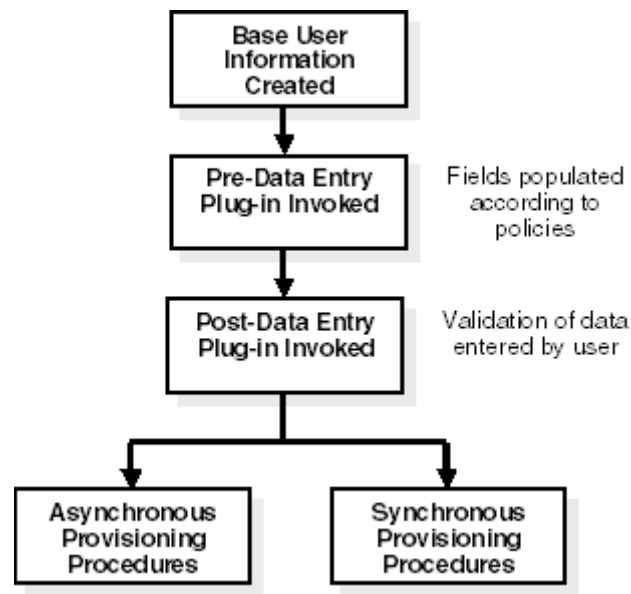 Base User
Information
Created
Pre-Data Entry
Plug-in Invoked
Fields populated
according to
policies
Post-Data Entry
Plug-in Invoked
Validation of data
entered by user
Asynchronous
Provisioning
Procedures
Synchronous
Provisioning
Procedures